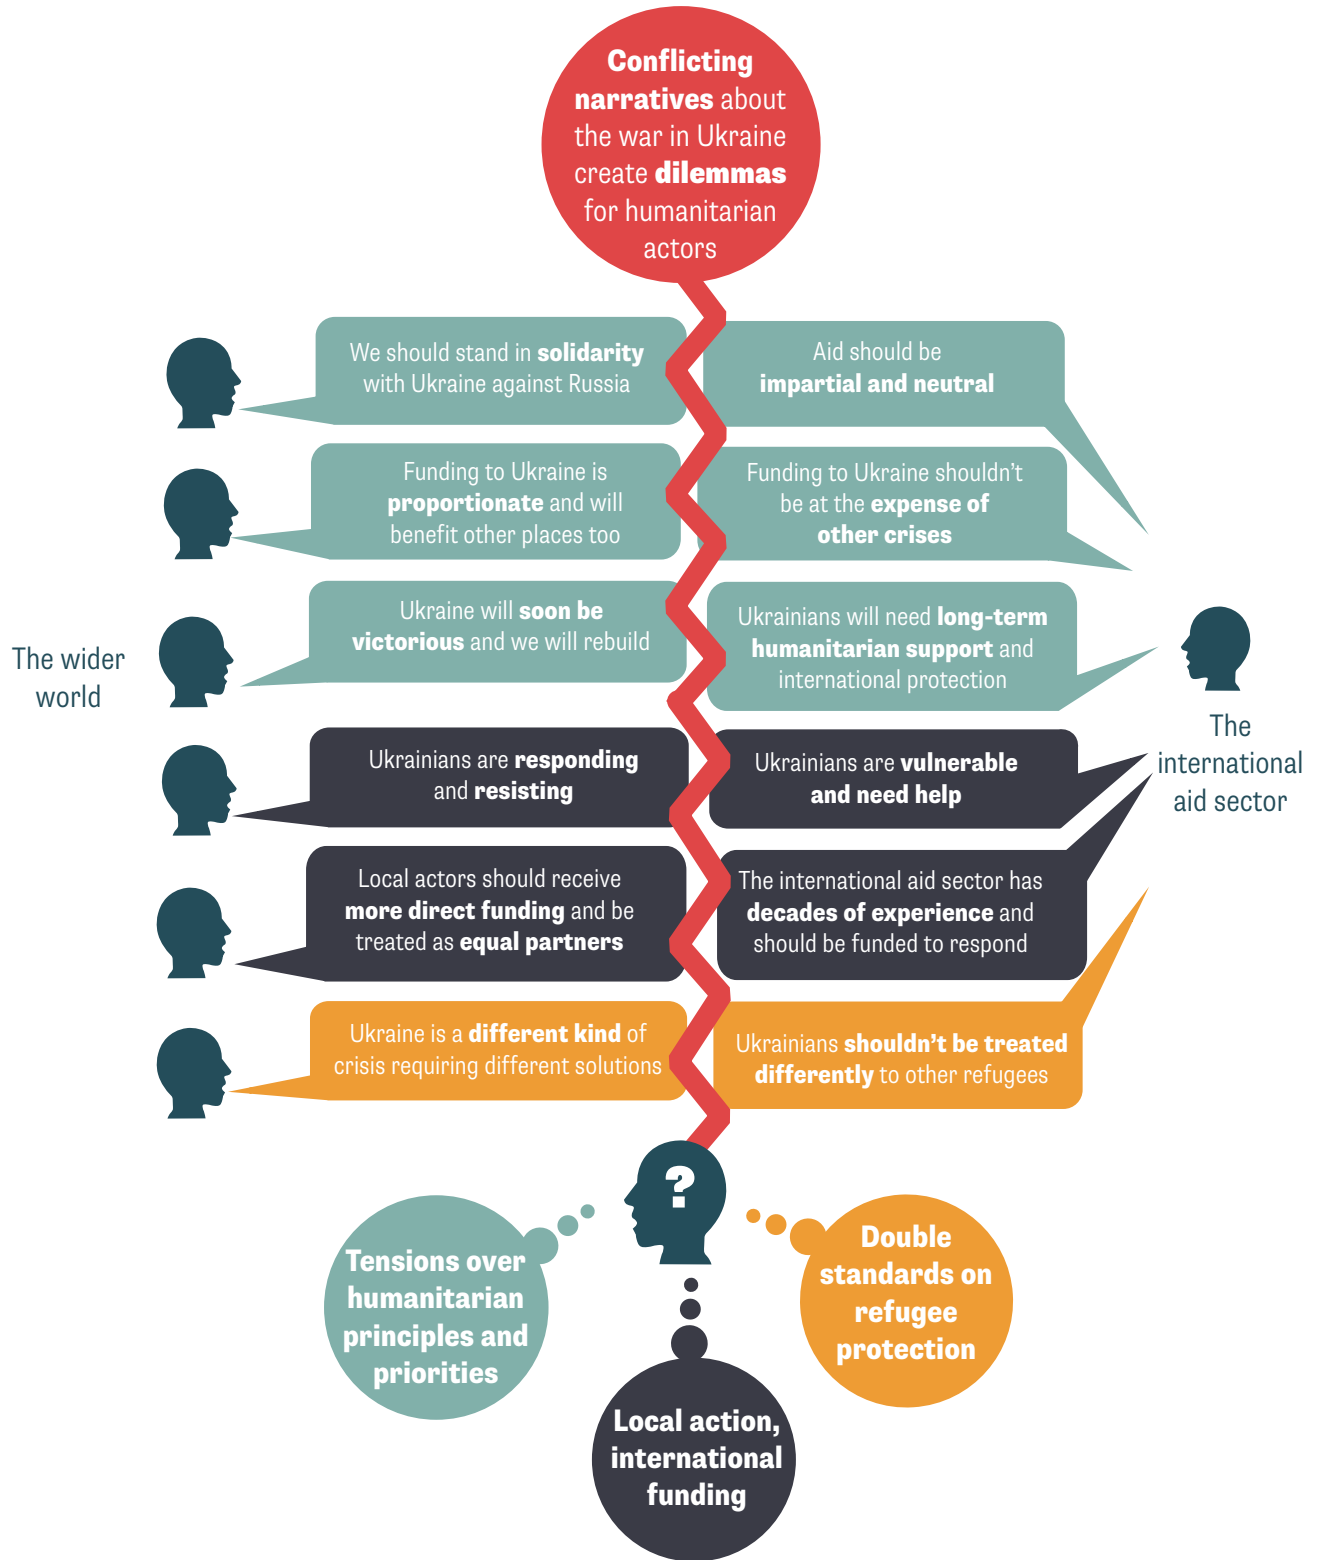 Conflicting
narratives about
the war in Ukraine
create dilemmas
for humanitarian
actors
We should stand in solidarity
with Ukraine against Russia
Aid should be
impartial and neutral
Funding to Ukraine is
proportionate and will
benefit other places too
Funding to Ukraine shouldn't
be at the expense of
other crises
Ukraine will soon be
victorious and we will rebuild
Ukrainians will need long-term
humanitarian support and
international protection
The wider
world
The
international
aid sector
Ukrainians are responding
and resisting
Ukrainians are vulnerable
and need help
Local actors should receive
more direct funding and be
treated as equal partners
The international aid sector has
decades of experience and
should be funded to respond
Ukraine is a different kind of
crisis requiring different solutions
Ukrainians shouldn't be treated
differently to other refugees
?
Tensions over
humanitarian
principles and
priorities
Double
standards on
refugee
protection
Local action,
international
funding